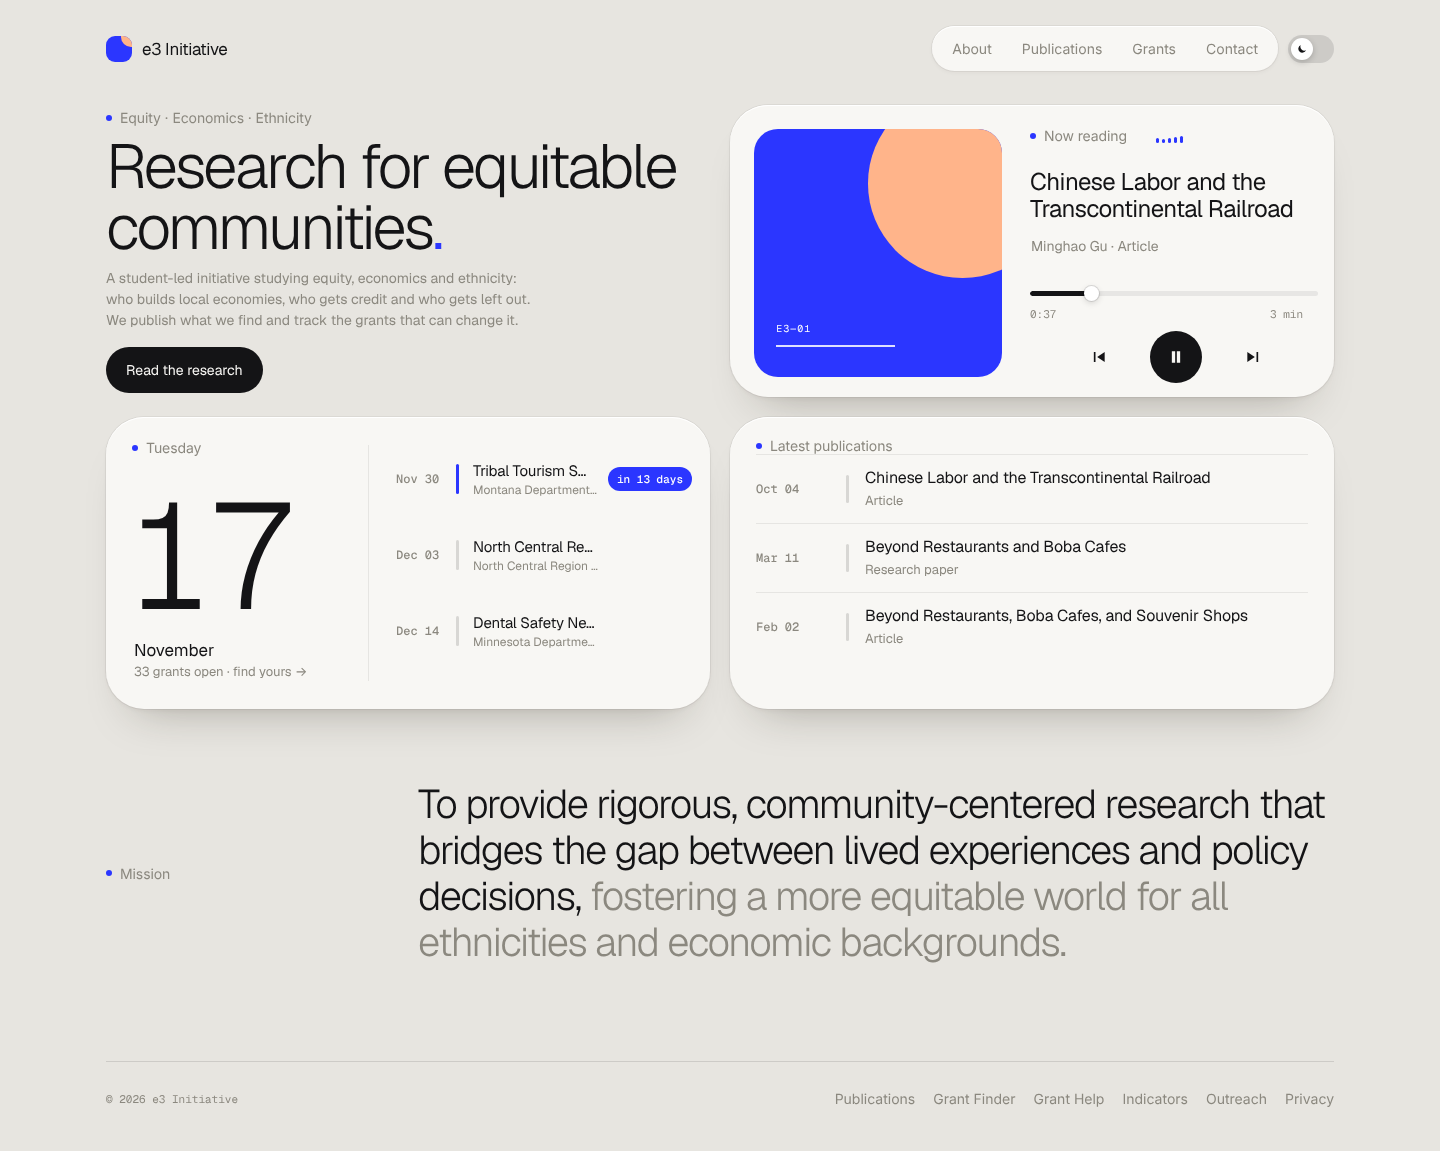 e3 Initiative
About Publications Grants Contact
Equity · Economics · Ethnicity
Research for equitable
communities.
A student-led initiative studying equity, economics and ethnicity:
who builds local economies, who gets credit and who gets left out.
We publish what we find and track the grants that can change it.
Read the research
E3—01
Now reading
Chinese Labor and the
Transcontinental Railroad
Minghao Gu · Article
0:37 3 min
Tuesday
17
November
33 grants open · find yours →
Nov 30
Tribal Tourism S...
Montana Department...
in 13 days
Dec 03
North Central Re...
North Central Region ...
Dec 14
Dental Safety Ne...
Minnesota Departme...
Latest publications
Oct 04
Chinese Labor and the Transcontinental Railroad
Article
Mar 11
Beyond Restaurants and Boba Cafes
Research paper
Feb 02
Beyond Restaurants, Boba Cafes, and Souvenir Shops
Article
Mission
To provide rigorous, community-centered research that
bridges the gap between lived experiences and policy
decisions, fostering a more equitable world for all
ethnicities and economic backgrounds.
© 2026 e3 Initiative
Publications Grant Finder Grant Help Indicators Outreach Privacy